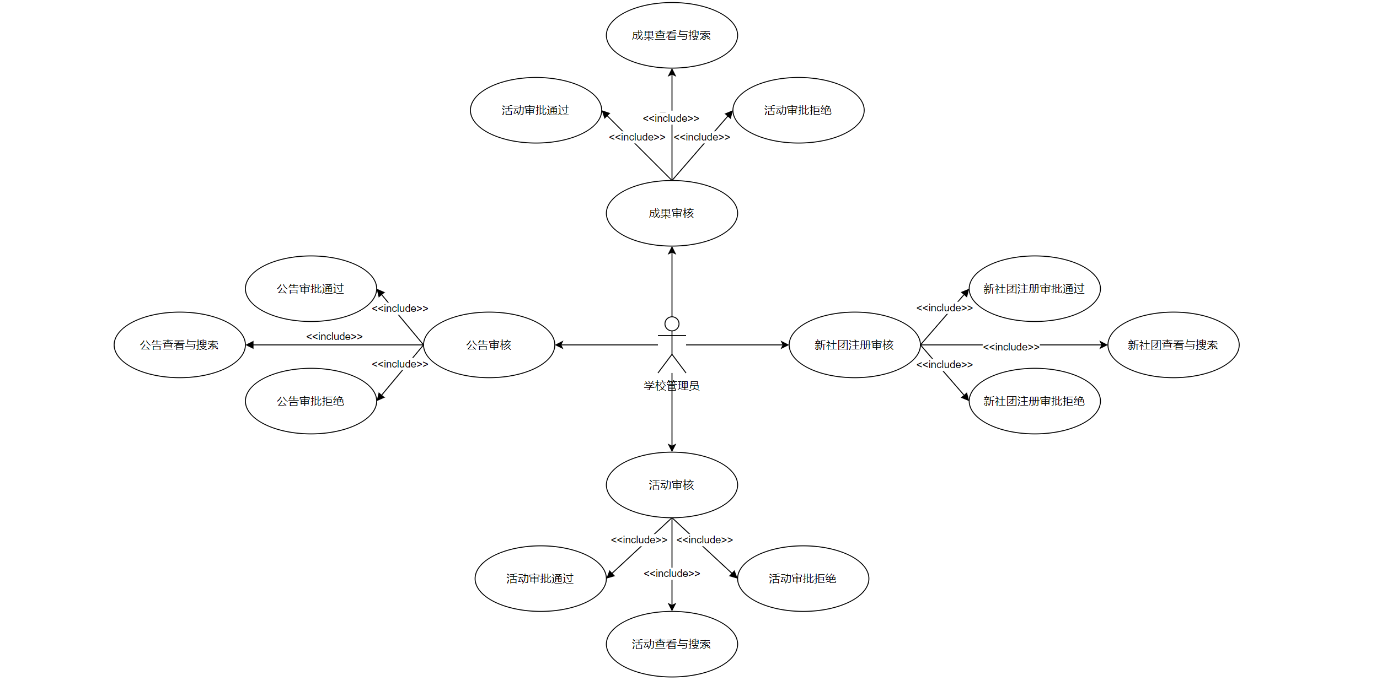 成果查看与搜索
活动审批通过
活动审批拒绝
<<include>>
<<include>>
<<include>>
成果审核
公告审批通过
<<include>>
公告查看与搜索
<<include>>
公告审核
<<include>>
公告审批拒绝
学校管理员
新社团注册审核
<<include>>
新社团注册审批通过
<<include>>
新社团查看与搜索
<<include>>
新社团注册审批拒绝
活动审核
<<include>>
<<include>>
<<include>>
活动审批通过
活动审批拒绝
活动查看与搜索